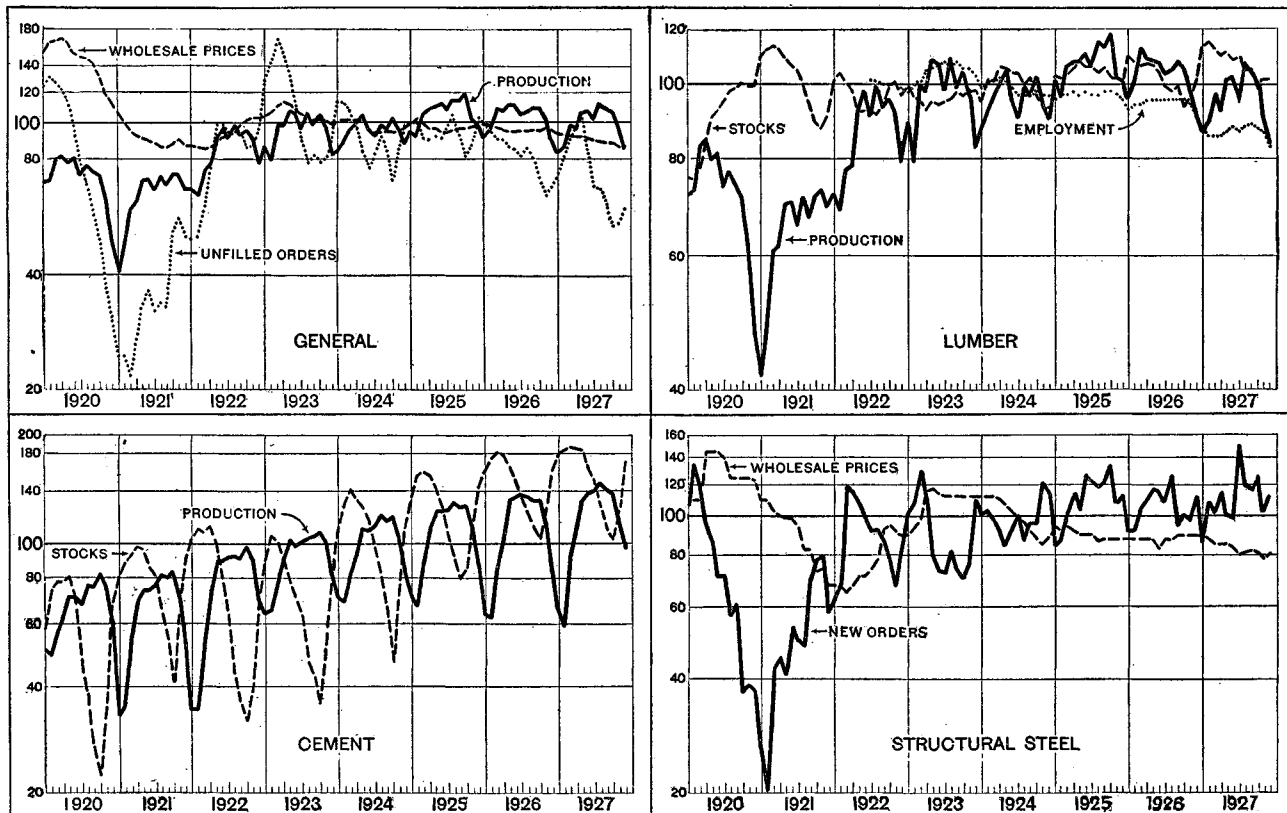 180
160
140
120
100
80
40
20
WHOLESALE PRICES
PRODUCTION
UNFILLED ORDERS
GENERAL
1920 1921 1922 1923 1924 1925 1926 1927
120
100
80
60
40
STOCKS
EMPLOYMENT
PRODUCTION
LUMBER
1920 1921 1922 1923 1924 1925 1926 1927
200
180
140
100
80
60
40
20
PRODUCTION
STOCKS
CEMENT
1920 1921 1922 1923 1924 1925 1926 1927
160
140
120
100
80
60
40
20
WHOLESALE PRICES
NEW ORDERS
STRUCTURAL STEEL
1920 1921 1922 1923 1924 1925 1926 1927